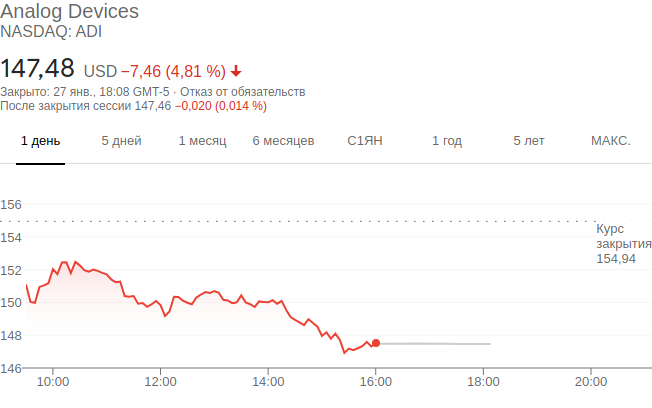 Analog Devices
NASDAQ: ADI
147,48 USD −7,46 (4,81 %)
Закрыто: 27 янв., 18:08 GMT-5 · Отказ от обязательств
После закрытия сессии 147,46 −0,020 (0,014 %)
1 день 5 дней 1 месяц 6 месяцев С1ЯН 1 год 5 лет МАКС.
156
154
152
150
148
146
Курс
закрытия
154,94
10:00 12:00 14:00 16:00 18:00 20:00